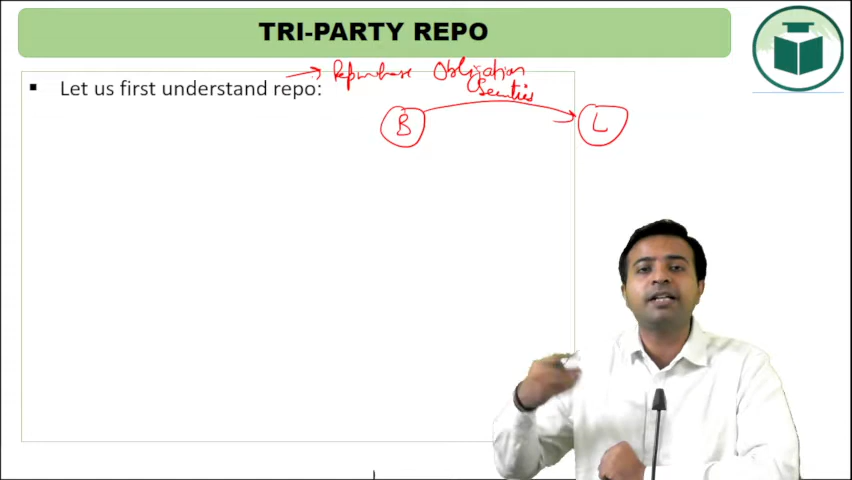 TRI-PARTY REPO
→ Repurchase Obligation
▪ Let us first understand repo:
Securities
B
L